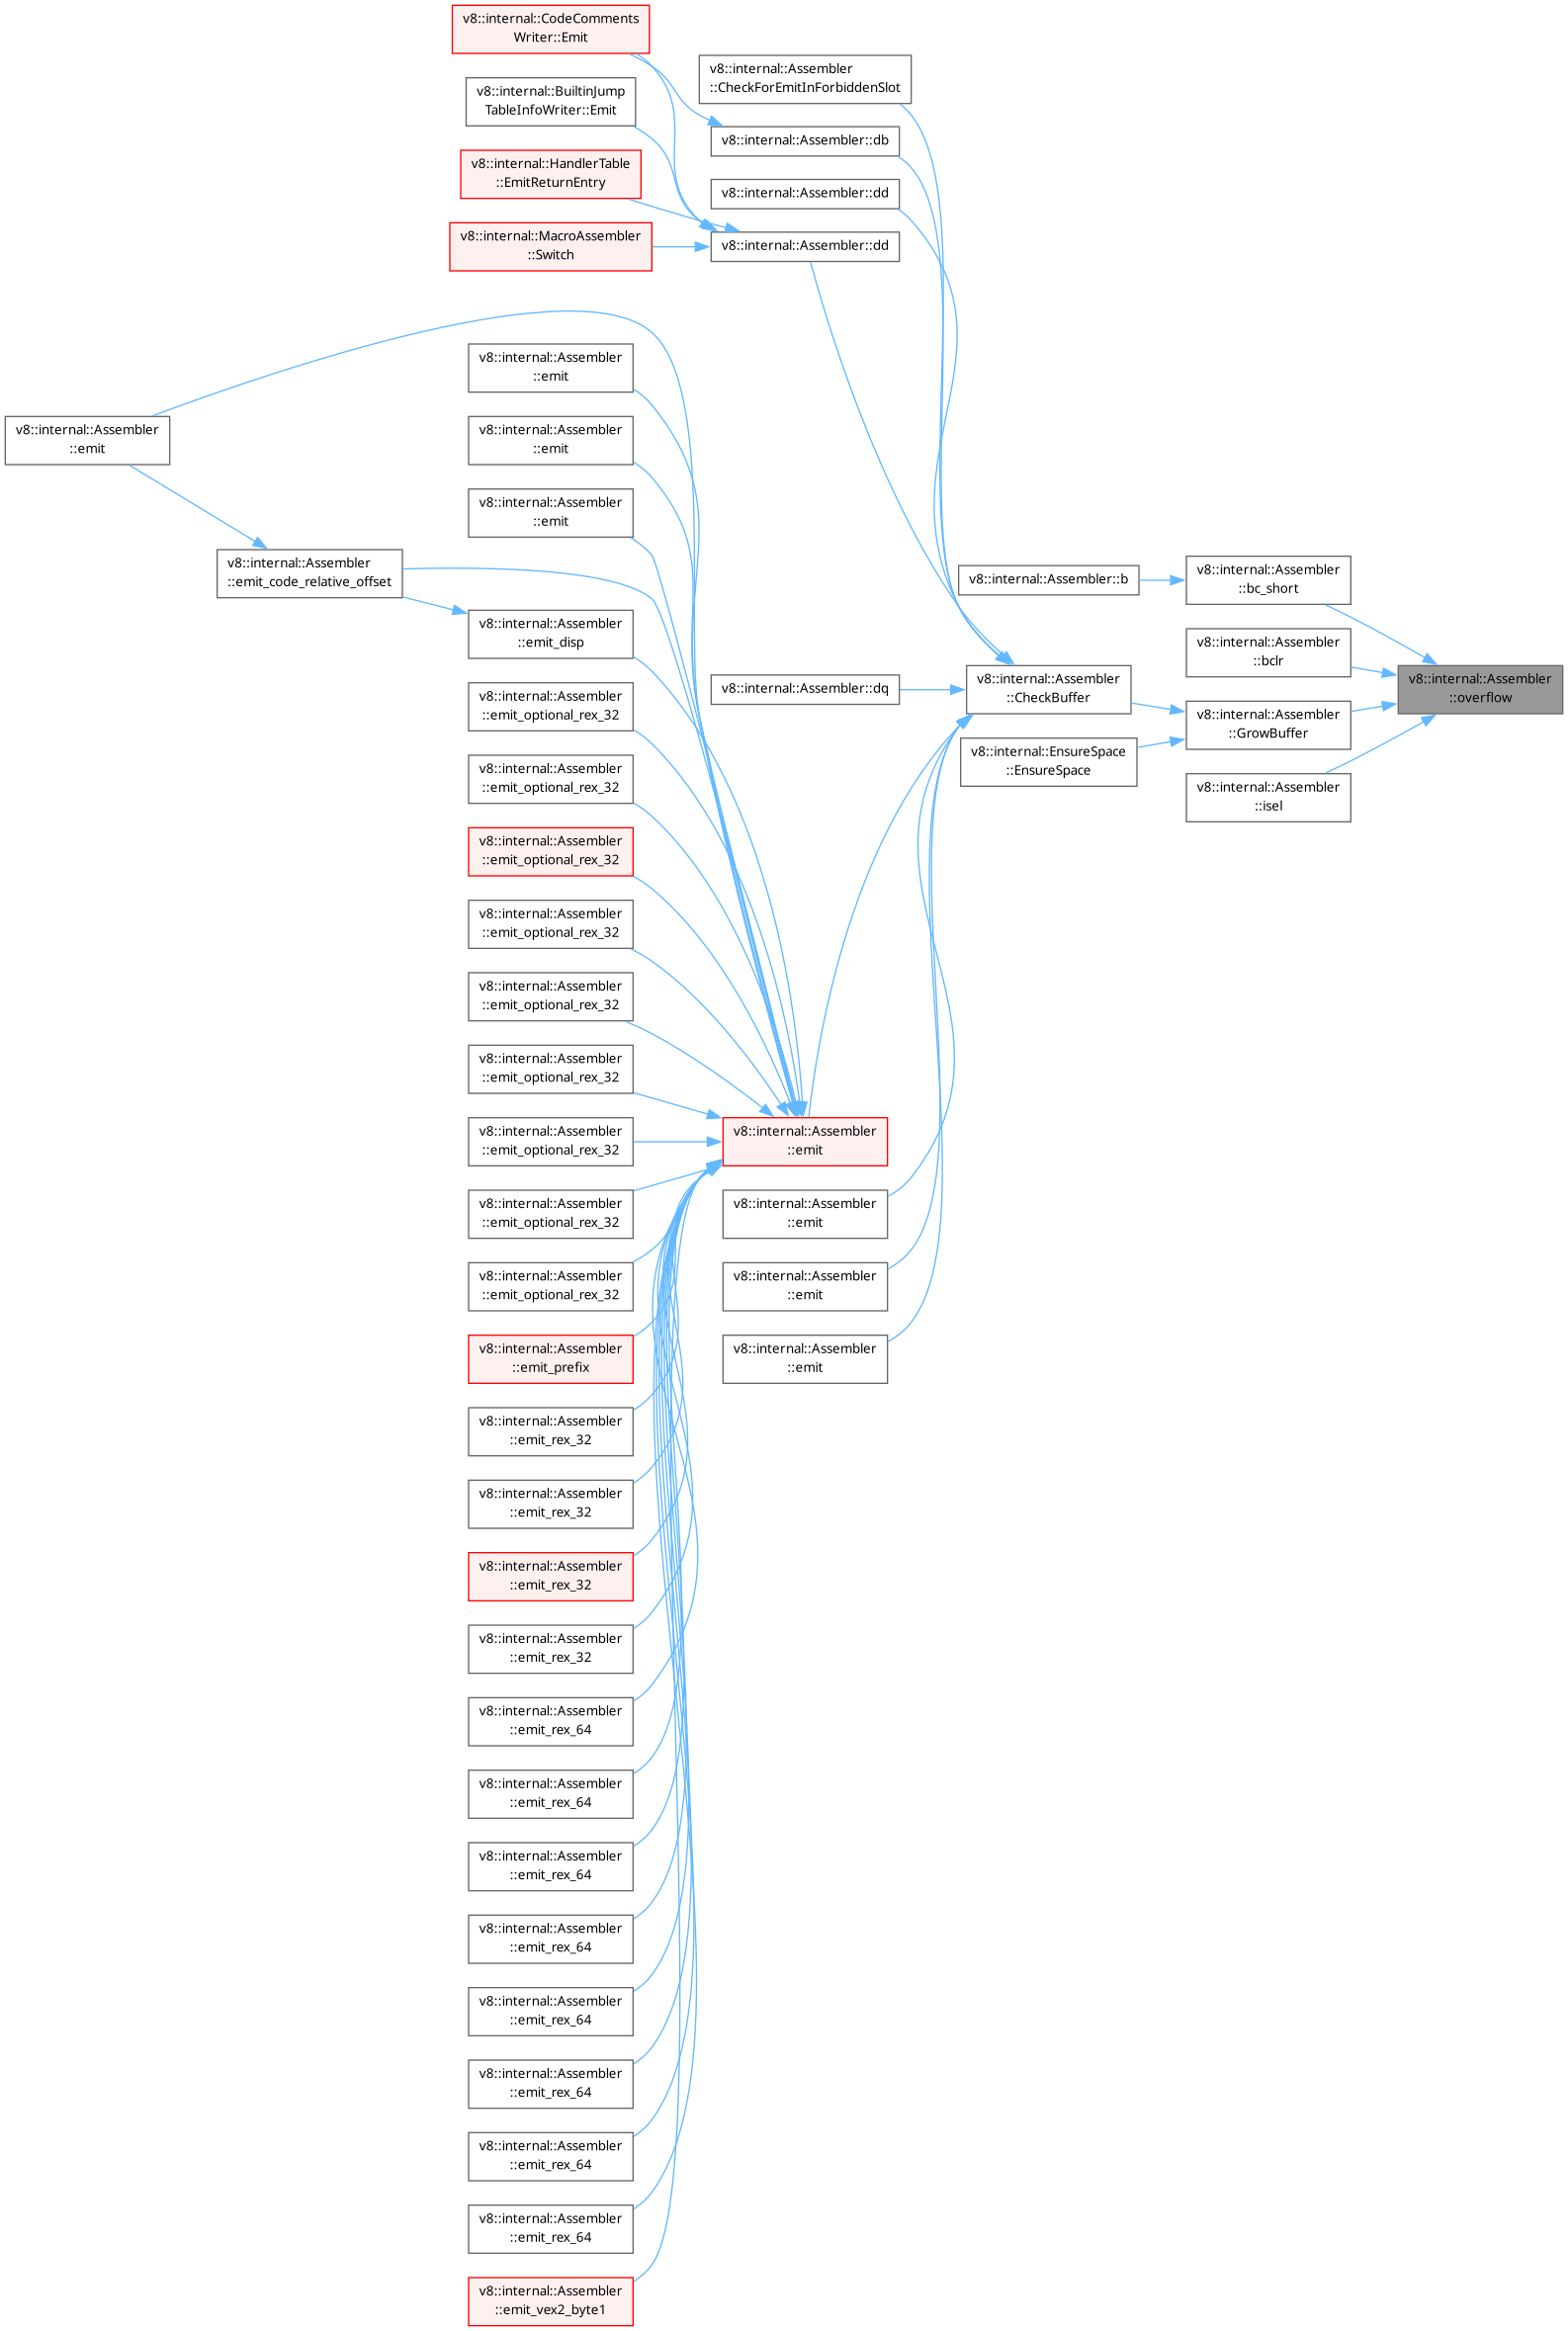 v8::internal::CodeComments
Writer::Emit
v8::internal::BuiltinJump
TableInfoWriter::Emit
v8::internal::HandlerTable
::EmitReturnEntry
v8::internal::MacroAssembler
::Switch
v8::internal::Assembler
::CheckForEmitInForbiddenSlot
v8::internal::Assembler::db
v8::internal::Assembler::dd
v8::internal::Assembler::dd
v8::internal::Assembler
::emit
v8::internal::Assembler
::emit_code_relative_offset
v8::internal::Assembler
::emit
v8::internal::Assembler
::emit
v8::internal::Assembler
::emit
v8::internal::Assembler
::emit_disp
v8::internal::Assembler
::emit_optional_rex_32
v8::internal::Assembler
::emit_optional_rex_32
v8::internal::Assembler
::emit_optional_rex_32
v8::internal::Assembler
::emit_optional_rex_32
v8::internal::Assembler
::emit_optional_rex_32
v8::internal::Assembler
::emit_optional_rex_32
v8::internal::Assembler
::emit_optional_rex_32
v8::internal::Assembler
::emit_optional_rex_32
v8::internal::Assembler
::emit_optional_rex_32
v8::internal::Assembler
::emit_prefix
v8::internal::Assembler
::emit_rex_32
v8::internal::Assembler
::emit_rex_32
v8::internal::Assembler
::emit_rex_32
v8::internal::Assembler
::emit_rex_32
v8::internal::Assembler
::emit_rex_64
v8::internal::Assembler
::emit_rex_64
v8::internal::Assembler
::emit_rex_64
v8::internal::Assembler
::emit_rex_64
v8::internal::Assembler
::emit_rex_64
v8::internal::Assembler
::emit_rex_64
v8::internal::Assembler
::emit_rex_64
v8::internal::Assembler
::emit_rex_64
v8::internal::Assembler
::emit_vex2_byte1
v8::internal::Assembler::dq
v8::internal::Assembler
::emit
v8::internal::Assembler
::emit
v8::internal::Assembler
::emit
v8::internal::Assembler
::emit
v8::internal::Assembler::b
v8::internal::Assembler
::CheckBuffer
v8::internal::EnsureSpace
::EnsureSpace
v8::internal::Assembler
::bc_short
v8::internal::Assembler
::bclr
v8::internal::Assembler
::GrowBuffer
v8::internal::Assembler
::isel
v8::internal::Assembler
::overflow